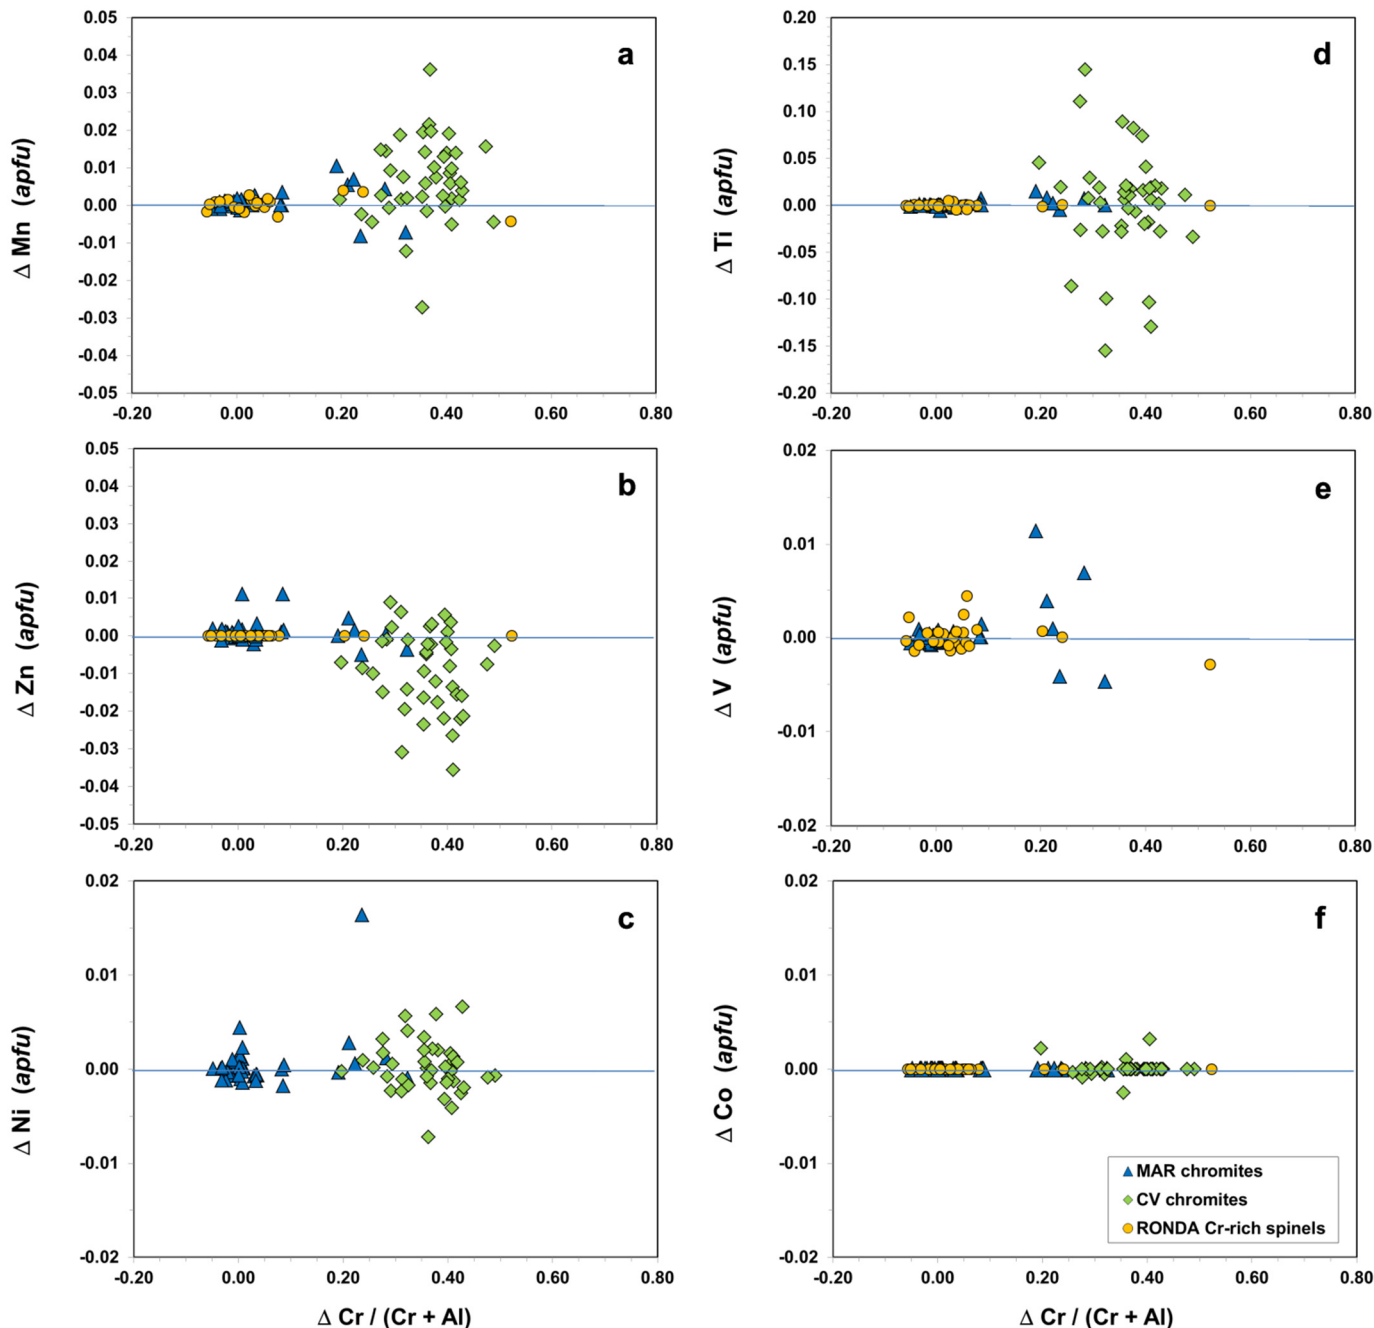 a
0.05
0.04
0.03
0.02
0.01
0.00
-0.01
-0.02
-0.03
-0.04
-0.05
Δ Mn (apfu)
-0.20 0.00 0.20 0.40 0.60 0.80
d
0.20
0.15
0.10
0.05
0.00
-0.05
-0.10
-0.15
-0.20
Δ Ti (apfu)
-0.20 0.00 0.20 0.40 0.60 0.80
b
0.05
0.04
0.03
0.02
0.01
0.00
-0.01
-0.02
-0.03
-0.04
-0.05
Δ Zn (apfu)
-0.20 0.00 0.20 0.40 0.60 0.80
e
0.02
0.01
0.00
-0.01
-0.02
Δ V (apfu)
-0.20 0.00 0.20 0.40 0.60 0.80
c
0.02
0.01
0.00
-0.01
-0.02
Δ Ni (apfu)
-0.20 0.00 0.20 0.40 0.60 0.80
Δ Cr / (Cr + Al)
f
0.02
0.01
0.00
-0.01
-0.02
Δ Co (apfu)
MAR chromites
CV chromites
RONDA Cr-rich spinels
-0.20 0.00 0.20 0.40 0.60 0.80
Δ Cr / (Cr + Al)